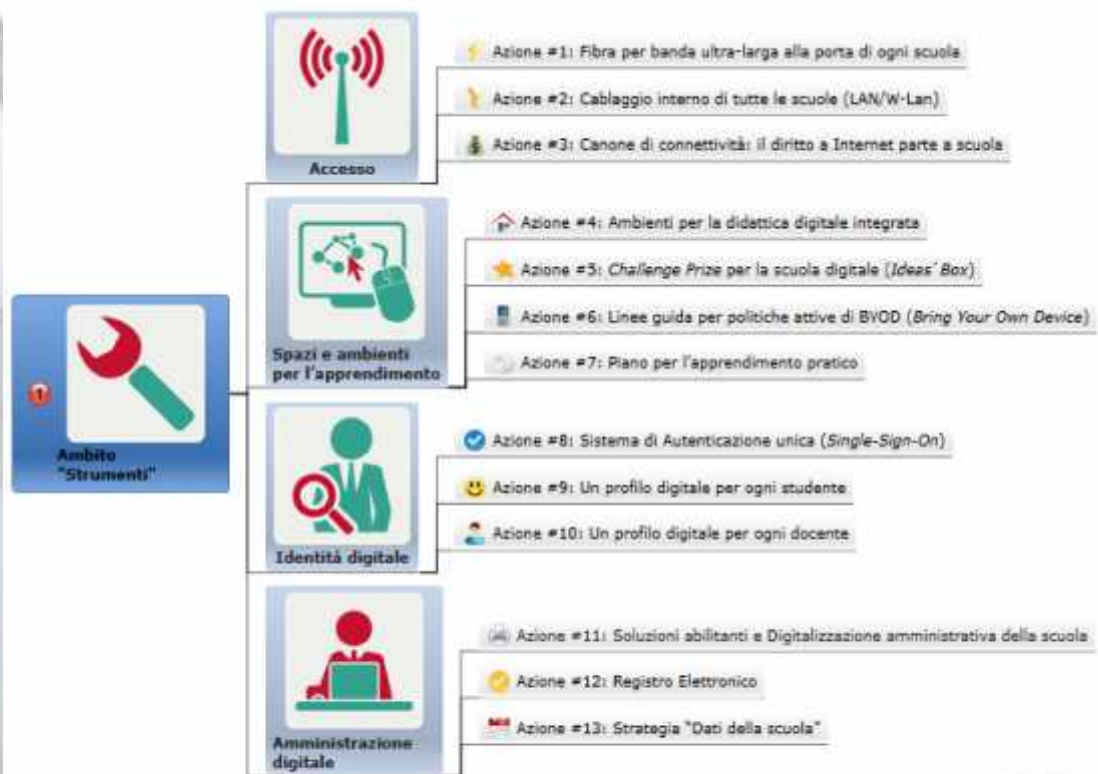 Accesso
Azione #1: Fibra per banda ultra-larga alla porta di ogni scuola
Azione #2: Cablaggio interno di tutte le scuole (LAN/W-Lan)
Azione #3: Canone di connettività: il diritto a Internet parte a scuola
Spazi e ambienti
per l'apprendimento
Azione #4: Ambienti per la didattica digitale integrata
Azione #5: Challenge Prize per la scuola digitale (Ideas' Box)
Azione #6: Linee guida per politiche attive di BYOD (Bring Your Own Device)
Azione #7: Piano per l'apprendimento pratico
1
Ambito
"Strumenti"
Identità digitale
Azione #8: Sistema di Autenticazione unica (Single-Sign-On)
Azione #9: Un profilo digitale per ogni studente
Azione #10: Un profilo digitale per ogni docente
Amministrazione
digitale
Azione #11: Soluzioni abilitanti e Digitalizzazione amministrativa della scuola
Azione #12: Registro Elettronico
Azione #13: Strategia "Dati della scuola"